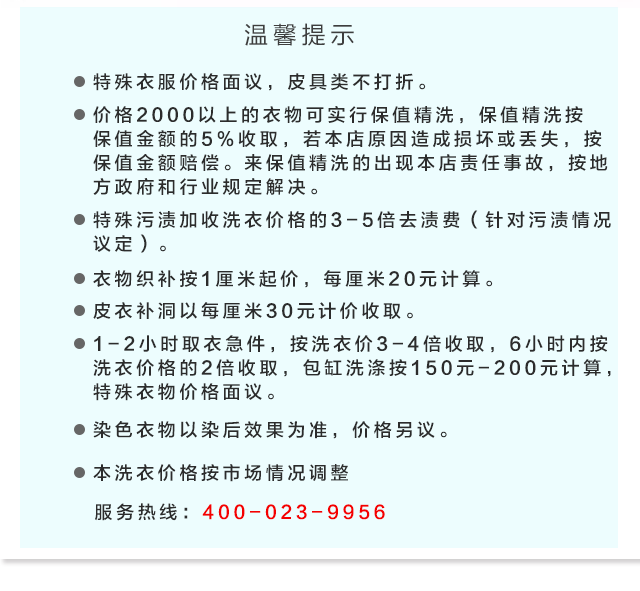 温馨提示
●特殊衣服价格面议，皮具类不打折。
●价格2000以上的衣物可实行保值精洗，保值精洗按
保值金额的5%收取，若本店原因造成损坏或丢失，按
保值金额赔偿。来保值精洗的出现本店责任事故，按地
方政府和行业规定解决。
●特殊污渍加收洗衣价格的3-5倍去渍费（针对污渍情况
议定）。
●衣物织补按1厘米起价，每厘米20元计算。
●皮衣补洞以每厘米30元计价收取。
●1-2小时取衣急件，按洗衣价3-4倍收取，6小时内按
洗衣价格的2倍收取，包缸洗涤按150元-200元计算，
特殊衣物价格面议。
●染色衣物以染后效果为准，价格另议。
●本洗衣价格按市场情况调整
服务热线：400-023-9956